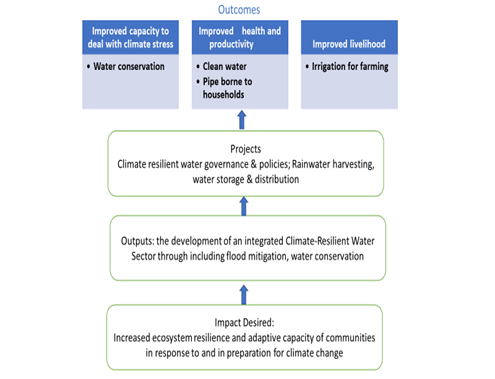 Outcomes
Improved capacity to
deal with climate stress
• Water conservation
Improved health and
productivity
• Clean water
• Pipe borne to
households
Improved livelihood
• Irrigation for farming
Projects
Climate resilient water governance & policies; Rainwater harvesting,
water storage & distribution
Outputs: the development of an integrated Climate-Resilient Water
Sector through including flood mitigation, water conservation
Impact Desired:
Increased ecosystem resilience and adaptive capacity of communities
in response to and in preparation for climate change